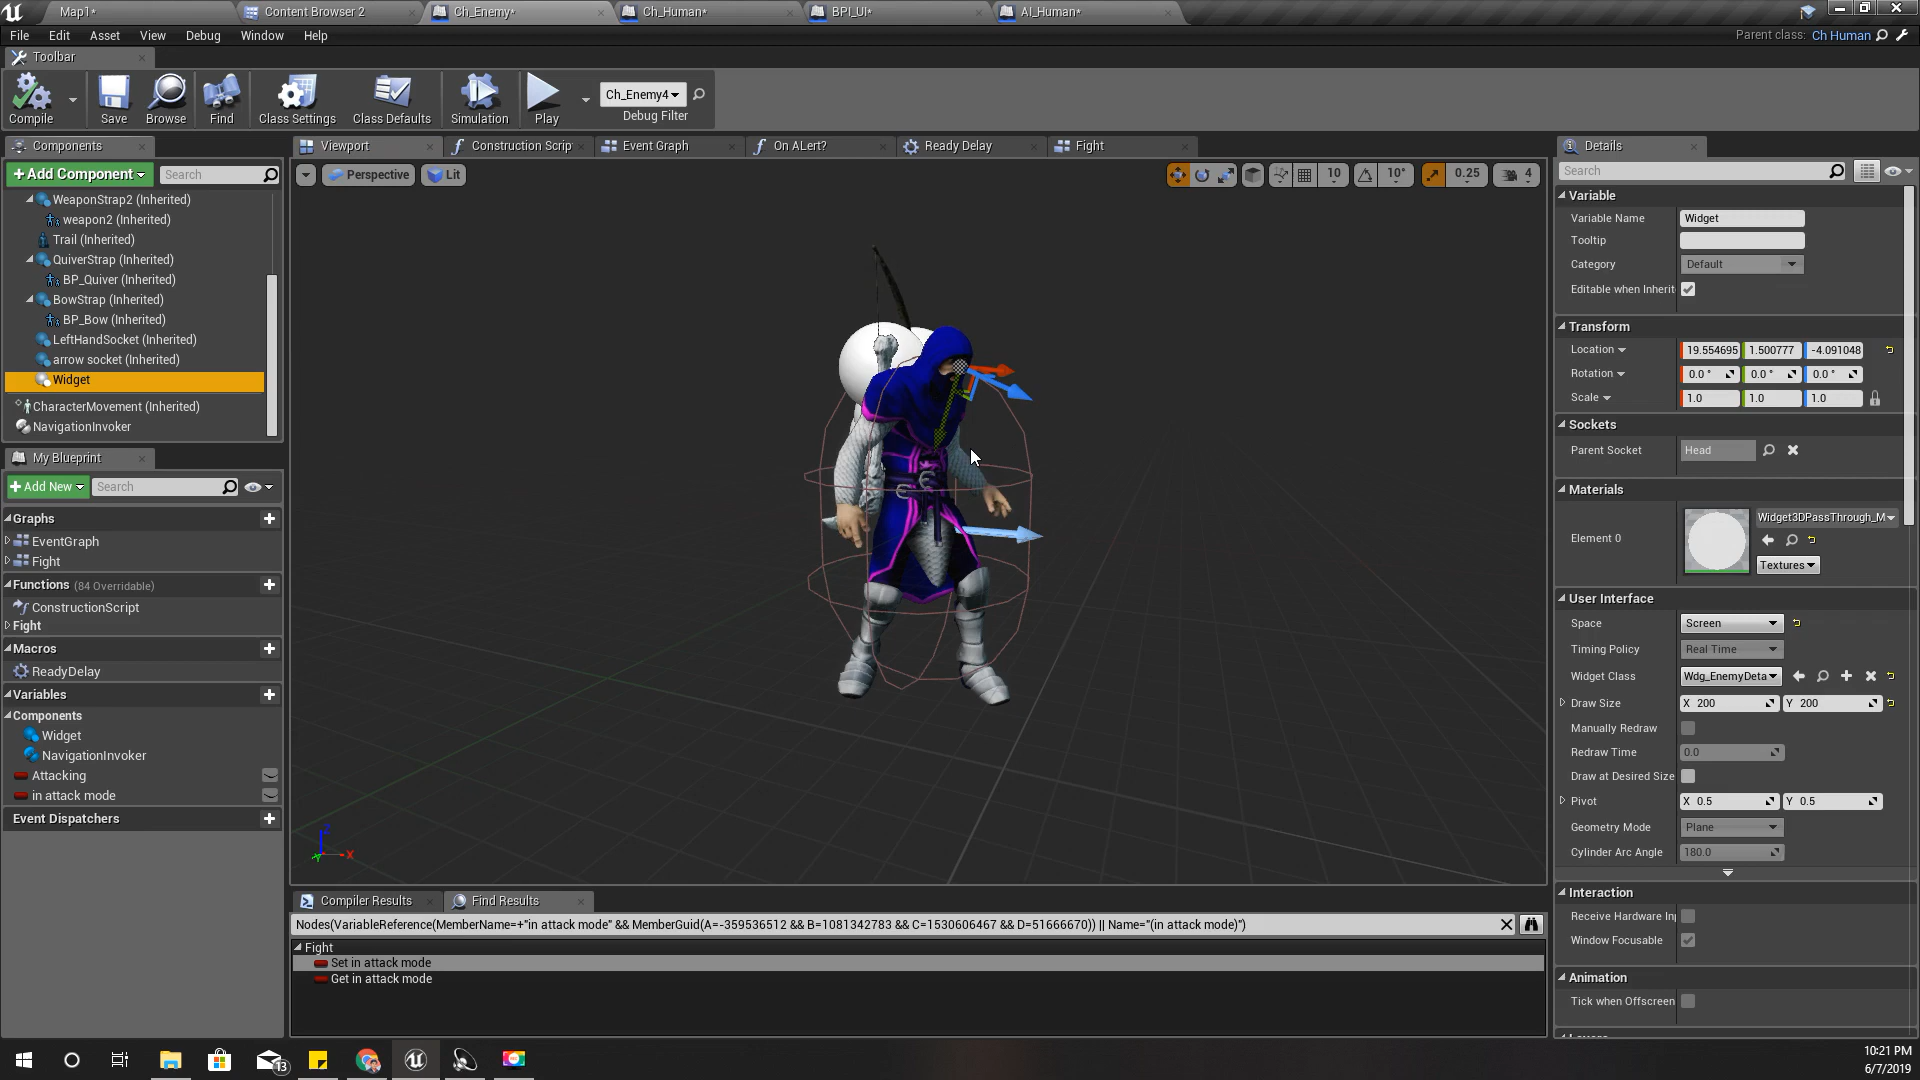 Map1*
Content Browser 2
Ch_Enemy*
Ch_Human*
BPI_UI*
AI_Human*
File Edit Asset View Debug Window Help
Parent class: Ch Human
Toolbar
Compile
Save
Browse
Find
Class Settings
Class Defaults
Simulation
Play
Ch_Enemy4
Debug Filter
Components
+Add Component
Search
WeaponStrap2 (Inherited)
weapon2 (Inherited)
Trail (Inherited)
QuiverStrap (Inherited)
BP_Quiver (Inherited)
BowStrap (Inherited)
BP_Bow (Inherited)
LeftHandSocket (Inherited)
arrow socket (Inherited)
Widget
CharacterMovement (Inherited)
NavigationInvoker
My Blueprint
+Add New
Search
Graphs
EventGraph
Fight
Functions (84 Overridable)
ConstructionScript
Fight
Macros
ReadyDelay
Variables
Components
Widget
NavigationInvoker
Attacking
in attack mode
Event Dispatchers
Viewport
Construction Scrip
Event Graph
On ALert?
Ready Delay
Fight
Perspective
Lit
10
10°
0.25
4
Z
X
Y
Compiler Results
Find Results
Nodes(VariableReference(MemberName=+"in attack mode" && MemberGuid(A=-359536512 && B=1081342783 && C=1530606467 && D=51666670)) || Name="(in attack mode)")
Fight
Set in attack mode
Get in attack mode
Details
Search
Variable
Variable Name Widget
Tooltip
Category Default
Editable when Inherit
Transform
Location 19.554695 1.500777 -4.091048
Rotation 0.0 ° 0.0 ° 0.0 °
Scale 1.0 1.0 1.0
Sockets
Parent Socket Head
Materials
Element 0
Widget3DPassThrough_M
Textures
User Interface
Space Screen
Timing Policy Real Time
Widget Class Wdg_EnemyDeta
Draw Size X 200 Y 200
Manually Redraw
Redraw Time 0.0
Draw at Desired Size
Pivot X 0.5 Y 0.5
Geometry Mode Plane
Cylinder Arc Angle 180.0
Interaction
Receive Hardware Inp
Window Focusable
Animation
Tick when Offscreen
13
10:21 PM
6/7/2019